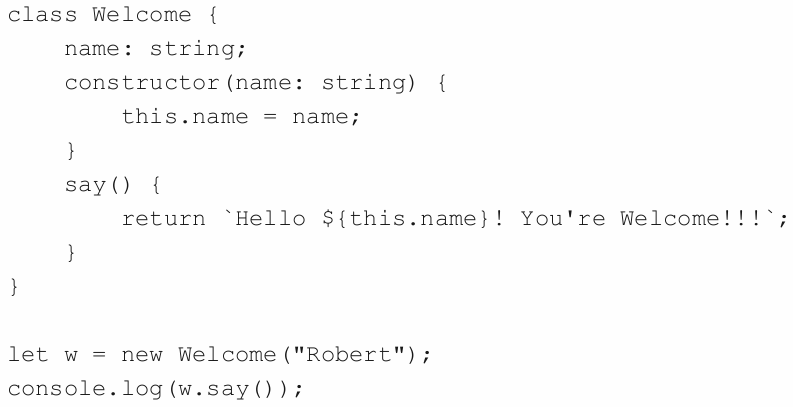 class Welcome {
    name: string;
    constructor(name: string) {
        this.name = name;
    }
    say() {
        return `Hello ${this.name}! You're Welcome!!!`;
    }
}

let w = new Welcome("Robert");
console.log(w.say());